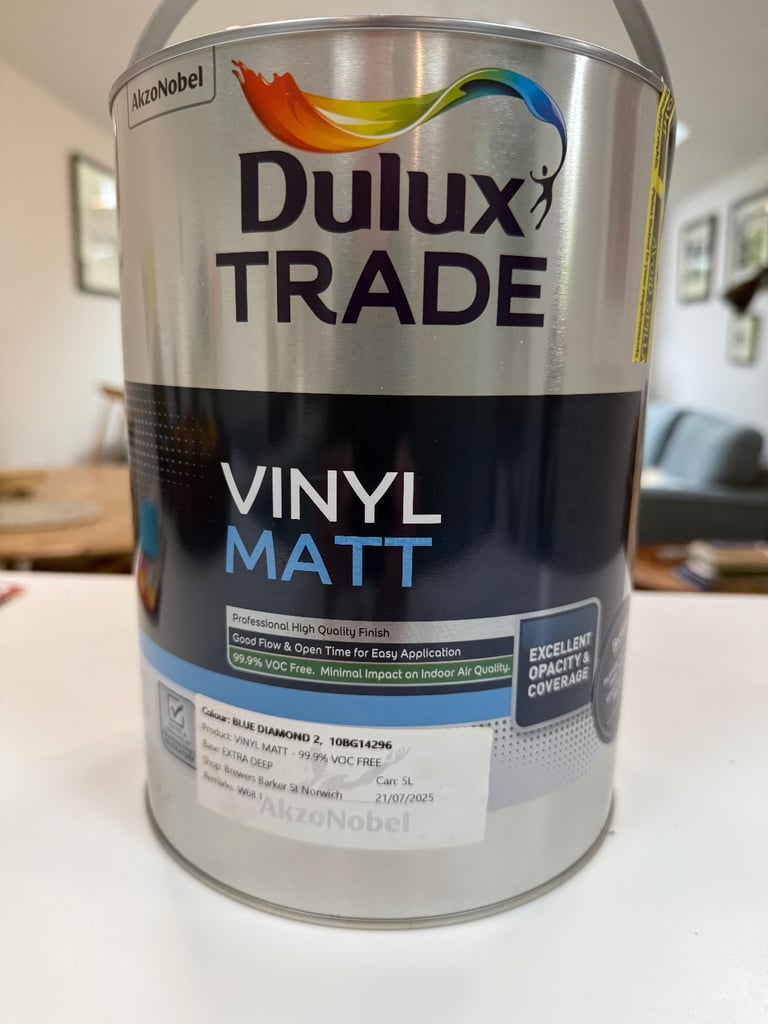 AkzoNobel
Dulux
TRADE
VINYL
MATT
Professional High Quality Finish
Good Flow & Open Time for Easy Application
99.9% VOC Free. Minimal Impact on Indoor Air Quality.
EXCELLENT
OPACITY &
COVERAGE
Colour: BLUE DIAMOND 2, 10BG14296
Product: VINYL MATT - 99.9% VOC FREE
Base: EXTRA DEEP
Can: 5L
Shop: Brewers Barker St Norwich
21/07/2025
Remarks: W6B.1
AkzoNobel